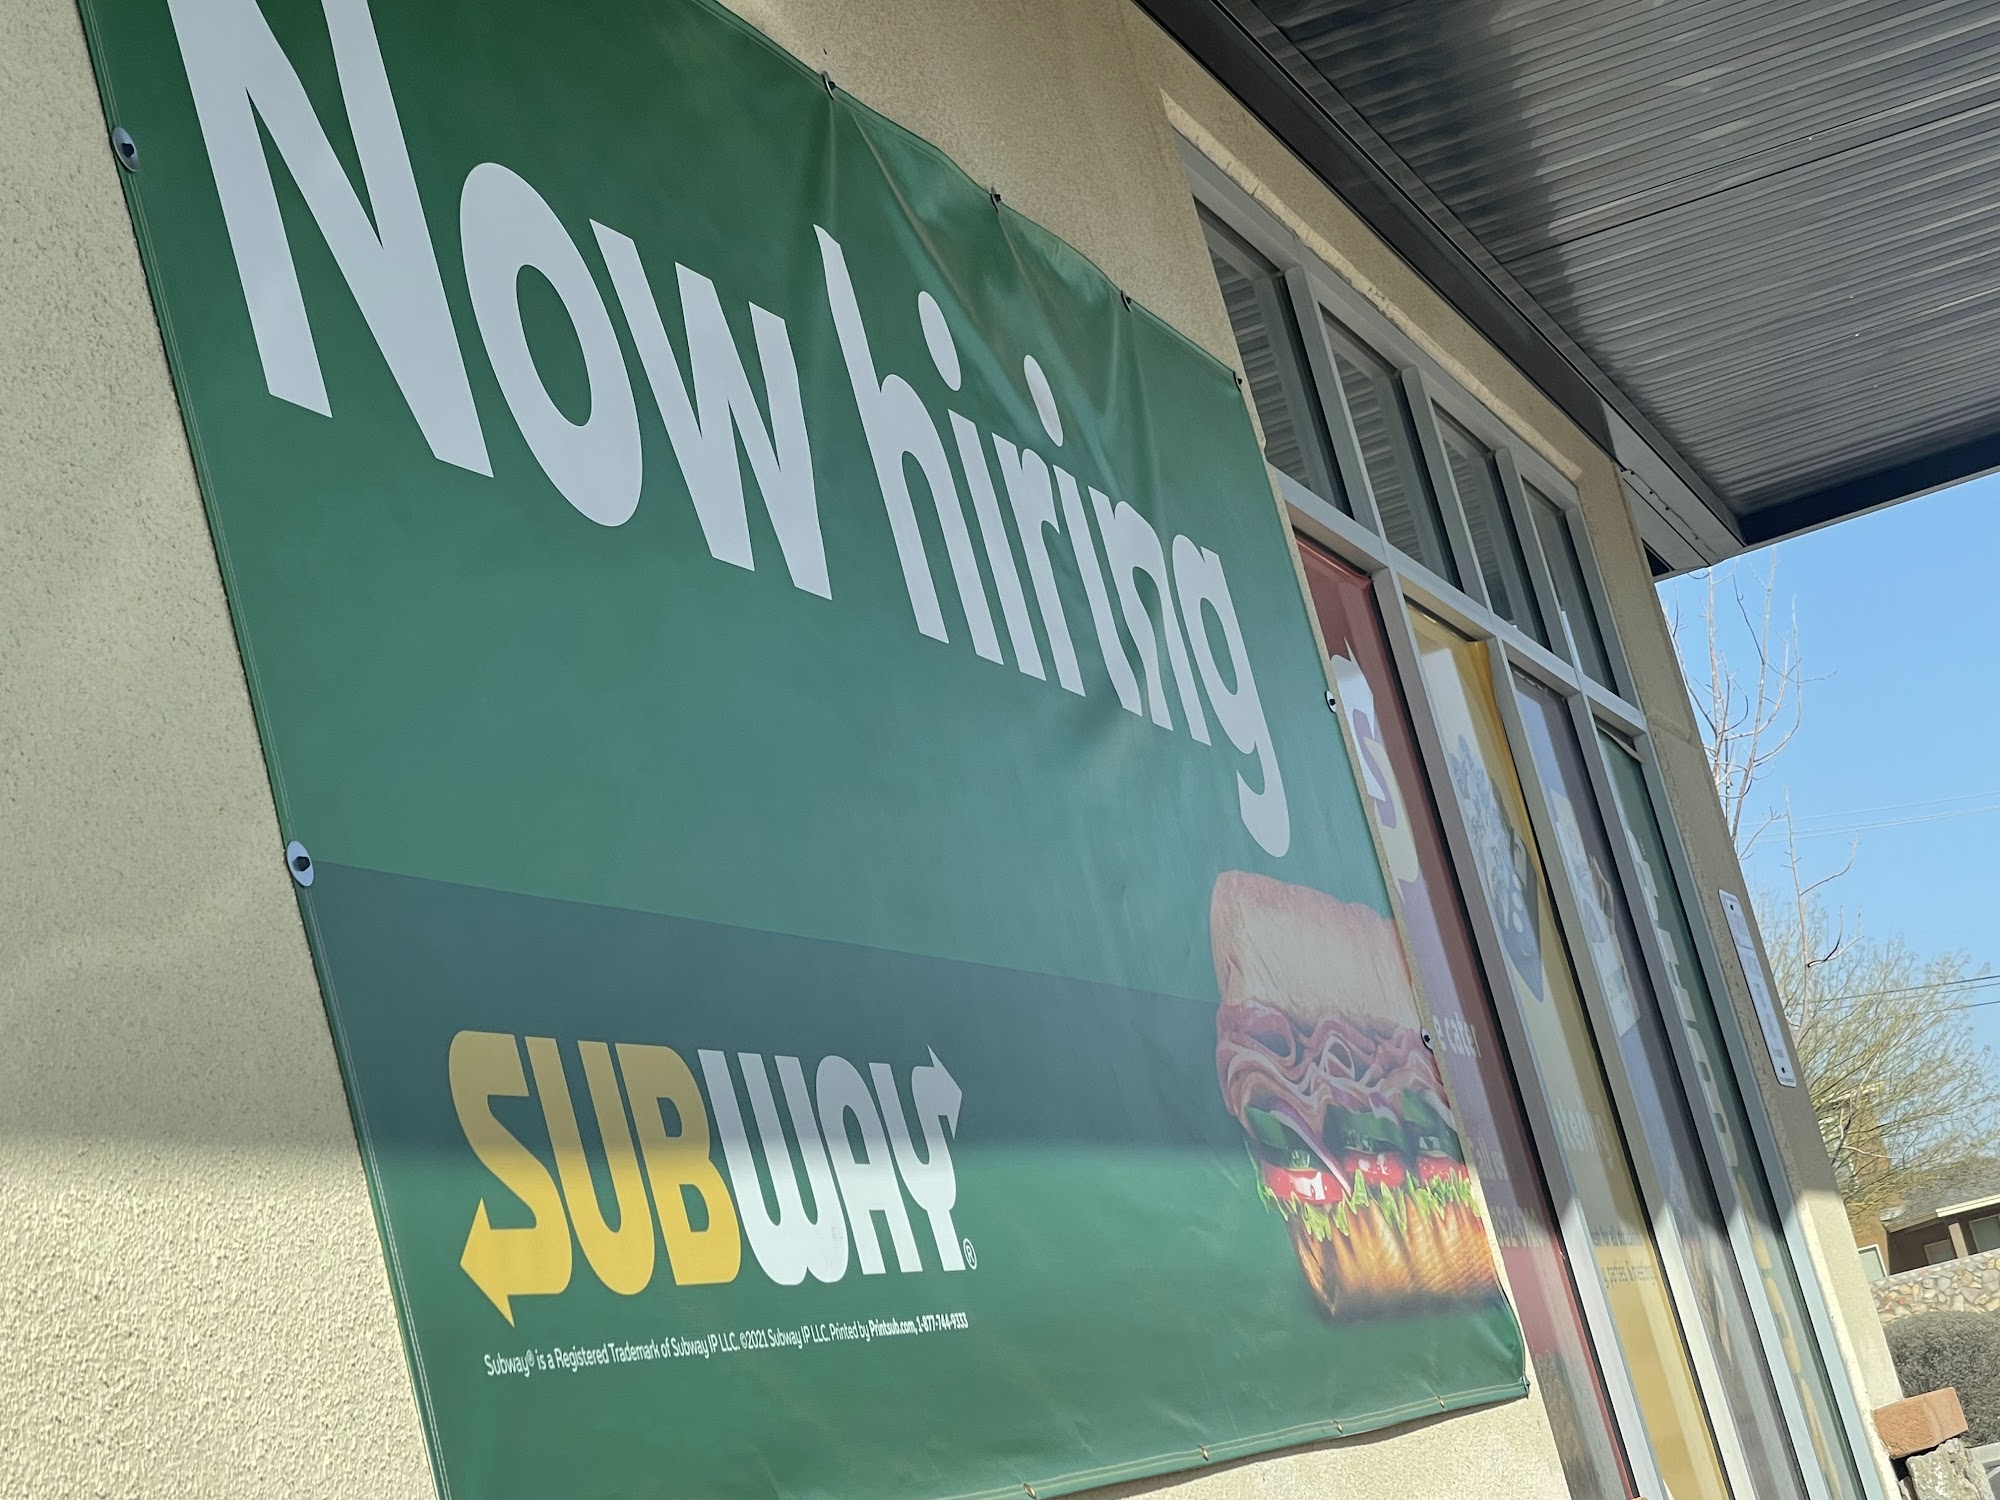 Now hiring
SUBWAY®
Subway® is a Registered Trademark of Subway IP LLC. ©2021 Subway IP LLC. Printed by Printsub.com, 1-877-744-9333